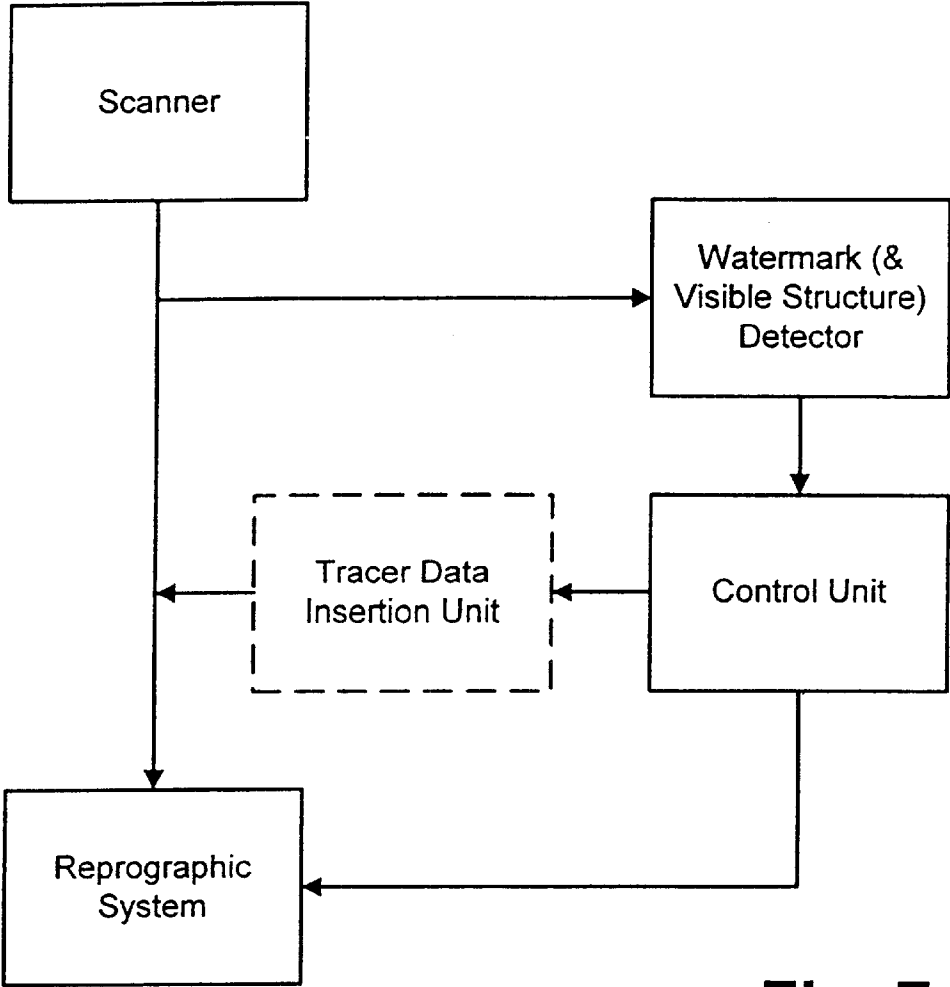 Scanner
Watermark (&
Visible Structure)
Detector
Tracer Data
Insertion Unit
Control Unit
Reprographic
System